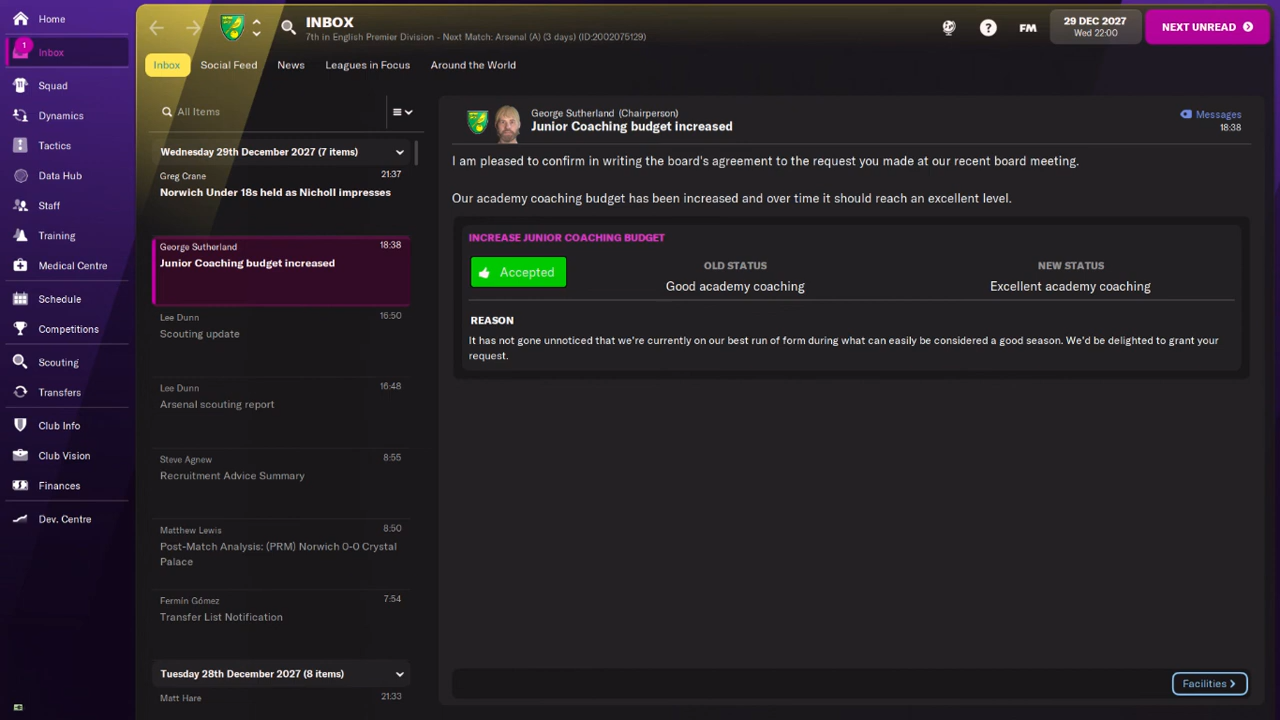 Home
1
Inbox
Squad
Dynamics
Tactics
Data Hub
Staff
Training
Medical Centre
Schedule
Competitions
Scouting
Transfers
Club Info
Club Vision
Finances
Dev. Centre
INBOX
7th in English Premier Division - Next Match: Arsenal (A) (3 days) (ID:2002075129)
FM
29 DEC 2027
Wed 22:00
NEXT UNREAD
Inbox
Social Feed
News
Leagues in Focus
Around the World
All Items
Wednesday 29th December 2027 (7 items)
Greg Crane
21:37
Norwich Under 18s held as Nicholl impresses
George Sutherland
18:38
Junior Coaching budget increased
Lee Dunn
16:50
Scouting update
Lee Dunn
16:48
Arsenal scouting report
Steve Agnew
8:55
Recruitment Advice Summary
Matthew Lewis
8:50
Post-Match Analysis: (PRM) Norwich 0-0 Crystal
Palace
Fermín Gómez
7:54
Transfer List Notification
Tuesday 28th December 2027 (8 items)
Matt Hare
21:33
George Sutherland (Chairperson)
Junior Coaching budget increased
Messages
18:38
I am pleased to confirm in writing the board's agreement to the request you made at our recent board meeting.
Our academy coaching budget has been increased and over time it should reach an excellent level.
INCREASE JUNIOR COACHING BUDGET
Accepted
OLD STATUS
Good academy coaching
NEW STATUS
Excellent academy coaching
REASON
It has not gone unnoticed that we're currently on our best run of form during what can easily be considered a good season. We'd be delighted to grant your
request.
Facilities